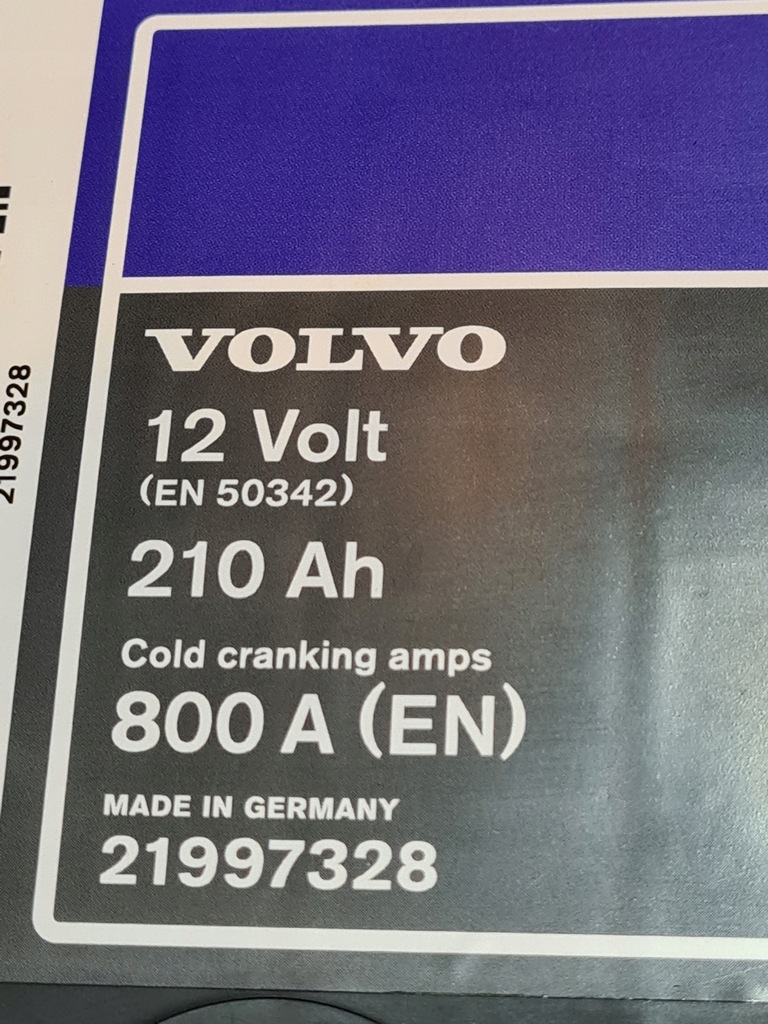 VOLVO
12 Volt
(EN 50342)
210 Ah
Cold cranking amps
800 A (EN)
MADE IN GERMANY
21997328
21997328